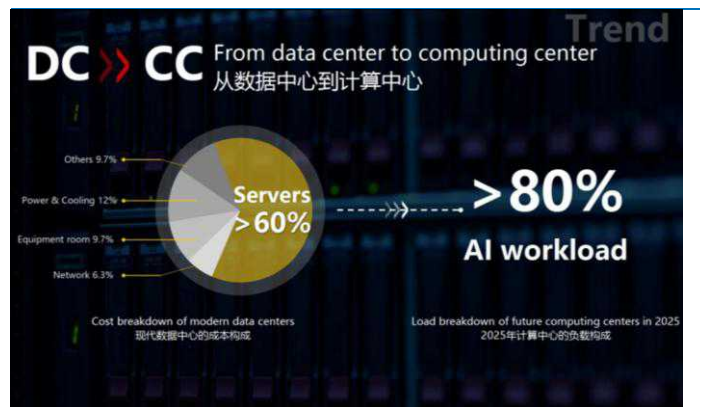 Trend
DC » CC
From data center to computing center
从数据中心到计算中心
Others 9.7%
Power & Cooling 12%
Equipment room 9.7%
Network 6.3%
Servers
>60%
>80%
AI workload
Cost breakdown of modern data centers
现代数据中心的成本构成
Load breakdown of future computing centers in 2025
2025年计算中心的负载构成